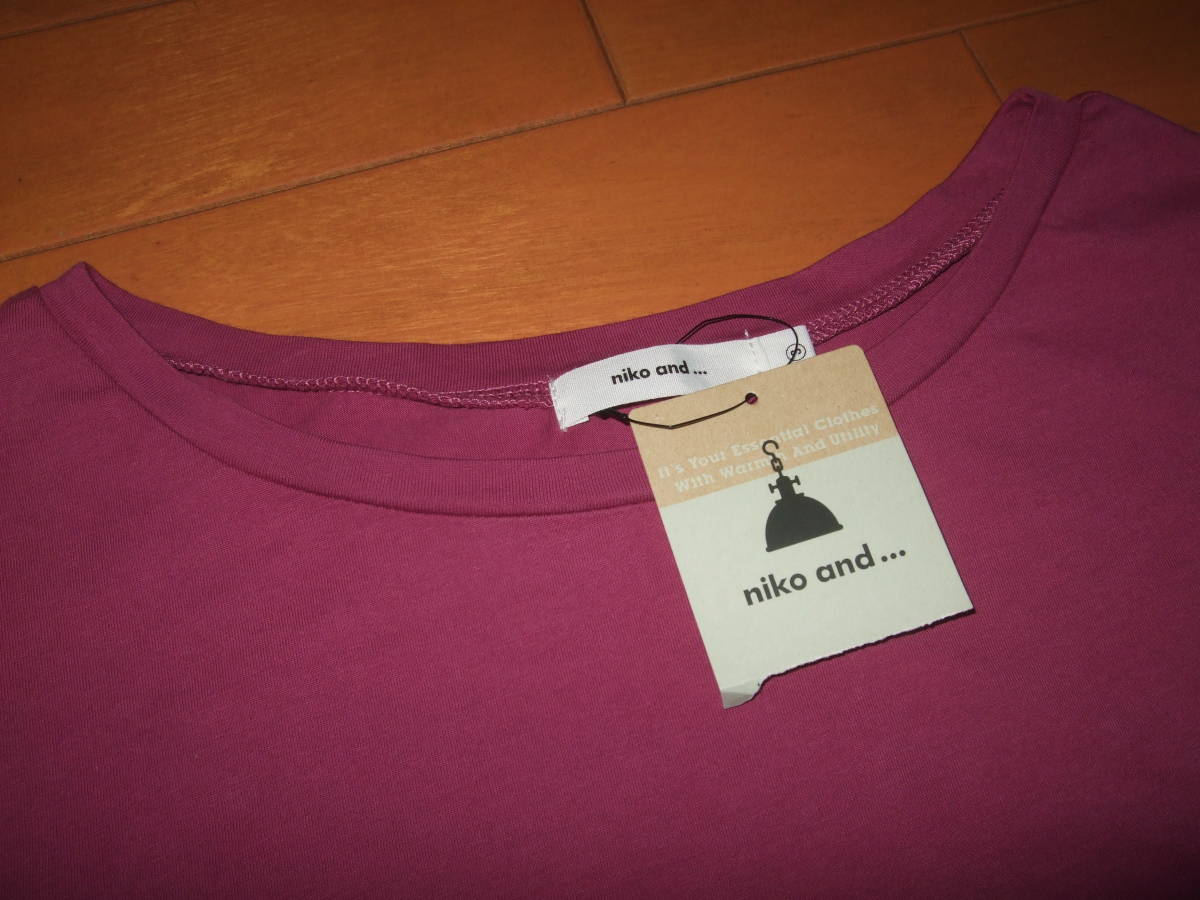 niko and ...
It's Your Essential Clothes
With Warmth And Utility
niko and ...